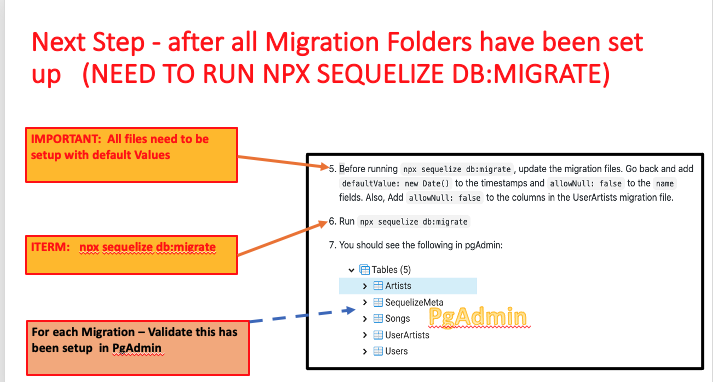 Next Step - after all Migration Folders have been set
up (NEED TO RUN NPX SEQUELIZE DB:MIGRATE)
IMPORTANT: All files need to be
setup with default Values
5. Before running npx sequelize db:migrate , update the migration files. Go back and add
defaultValue: new Date() to the timestamps and allowNull: false to the name
fields. Also, Add allowNull: false to the columns in the UserArtists migration file.
6. Run npx sequelize db:migrate
ITERM: npx sequelize db:migrate
7. You should see the following in pgAdmin:
Tables (5)
Artists
SequelizeMeta
Songs
UserArtists
Users
PgAdmin
For each Migration – Validate this has
been setup in PgAdmin